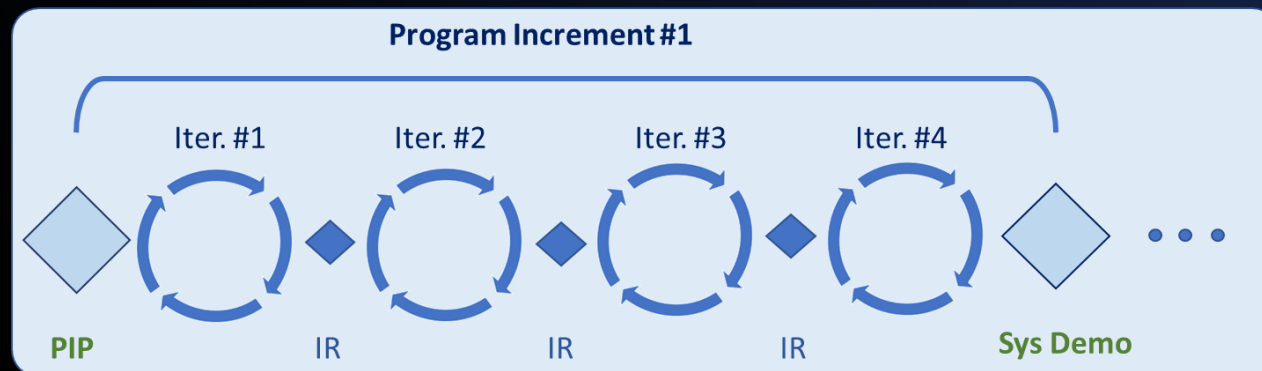 Program Increment #1
Iter. #1
Iter. #2
Iter. #3
Iter. #4
PIP
IR
IR
IR
Sys Demo